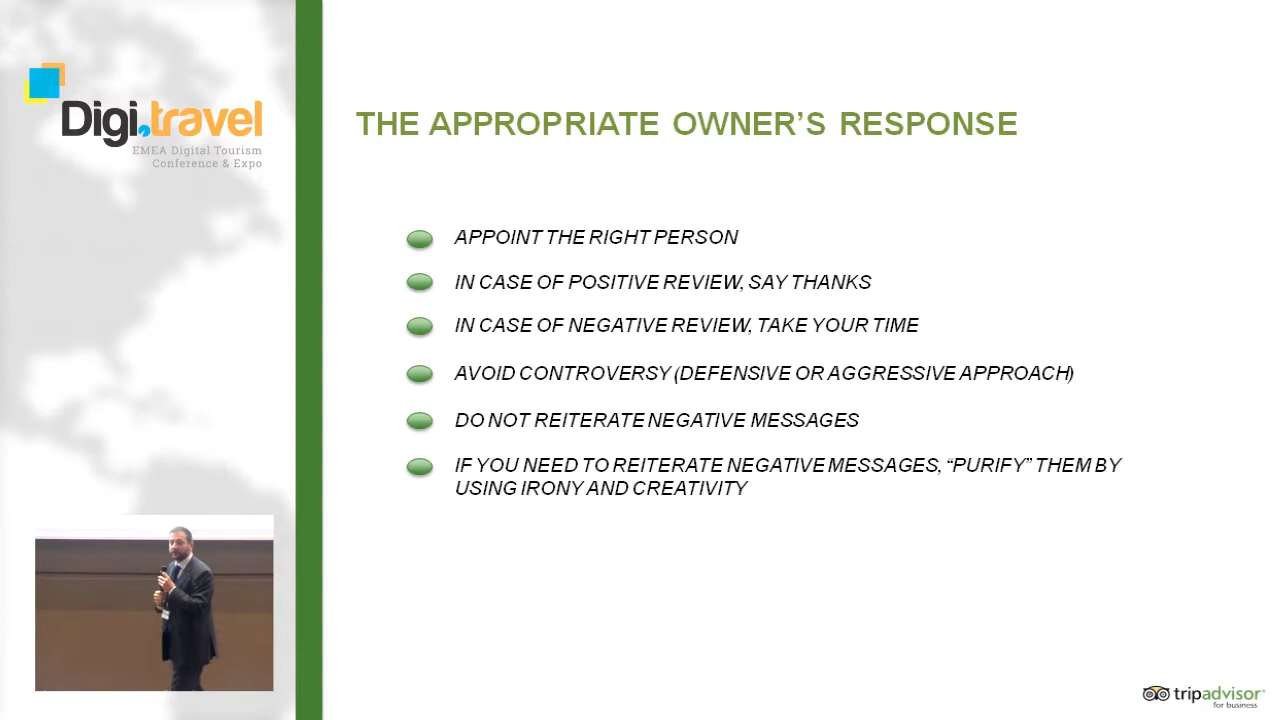 Digi.travel
EMEA Digital Tourism
Conference & Expo
THE APPROPRIATE OWNER'S RESPONSE
APPOINT THE RIGHT PERSON
IN CASE OF POSITIVE REVIEW, SAY THANKS
IN CASE OF NEGATIVE REVIEW, TAKE YOUR TIME
AVOID CONTROVERSY (DEFENSIVE OR AGGRESSIVE APPROACH)
DO NOT REITERATE NEGATIVE MESSAGES
IF YOU NEED TO REITERATE NEGATIVE MESSAGES, “PURIFY” THEM BY
USING IRONY AND CREATIVITY
tripadvisor®
for business